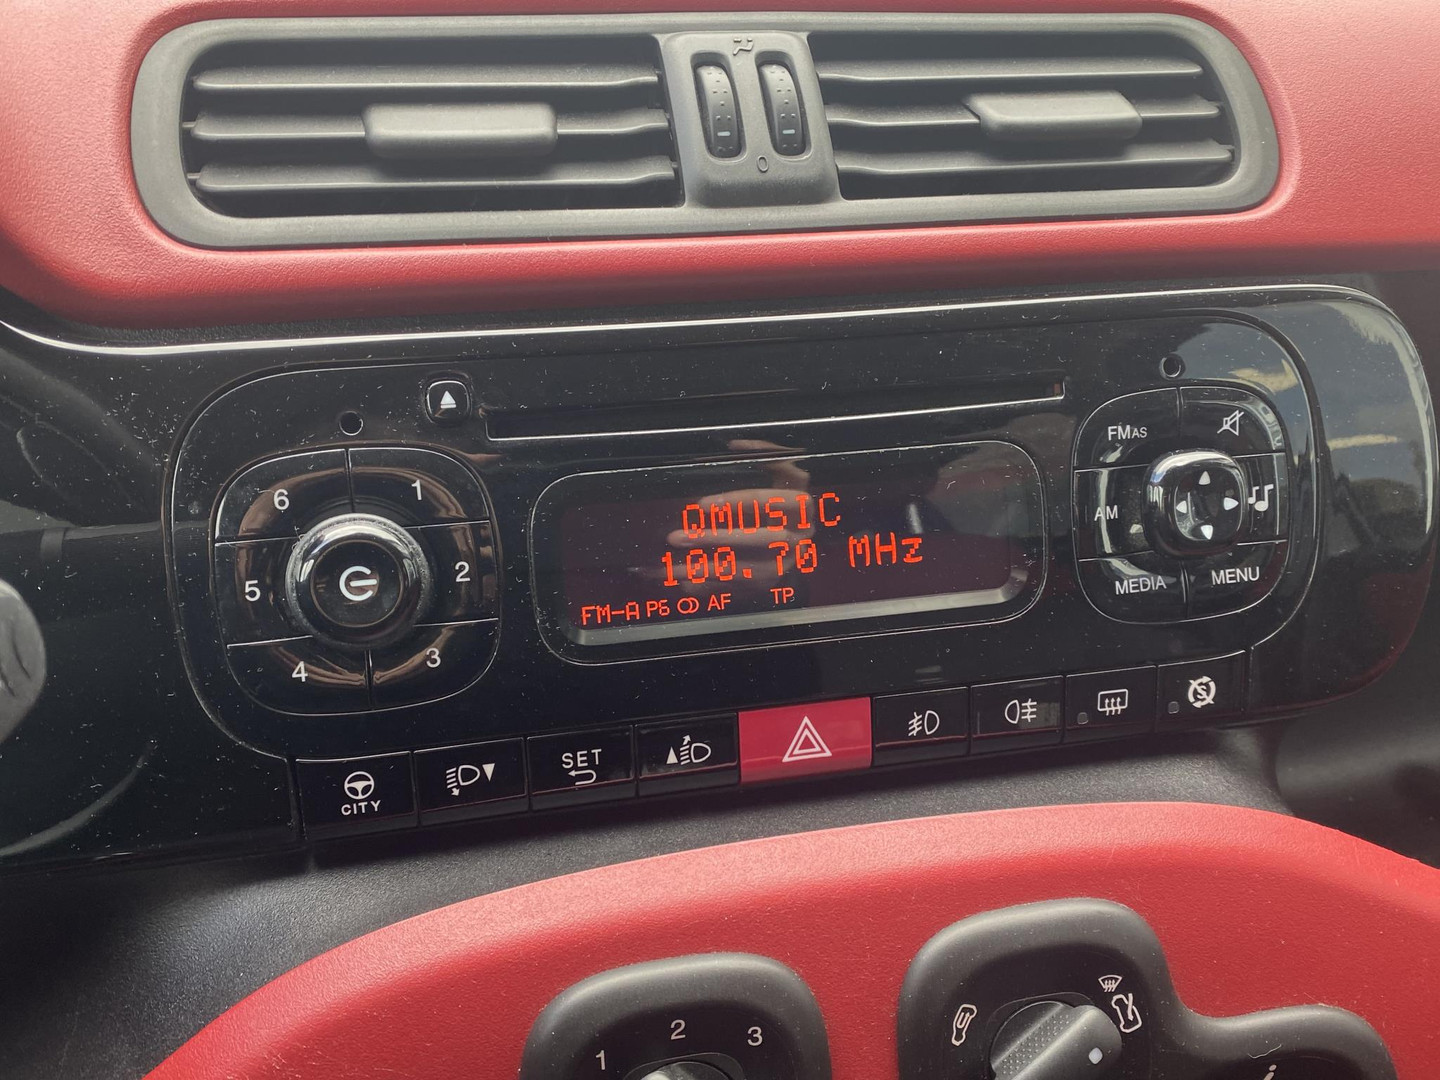 0
6
1
5
2
4
3
QMUSIC
100.70 MHz
FM-A P6 AF TP
FMAS
AM
MEDIA
MENU
CITY
SET
S
1 2 3